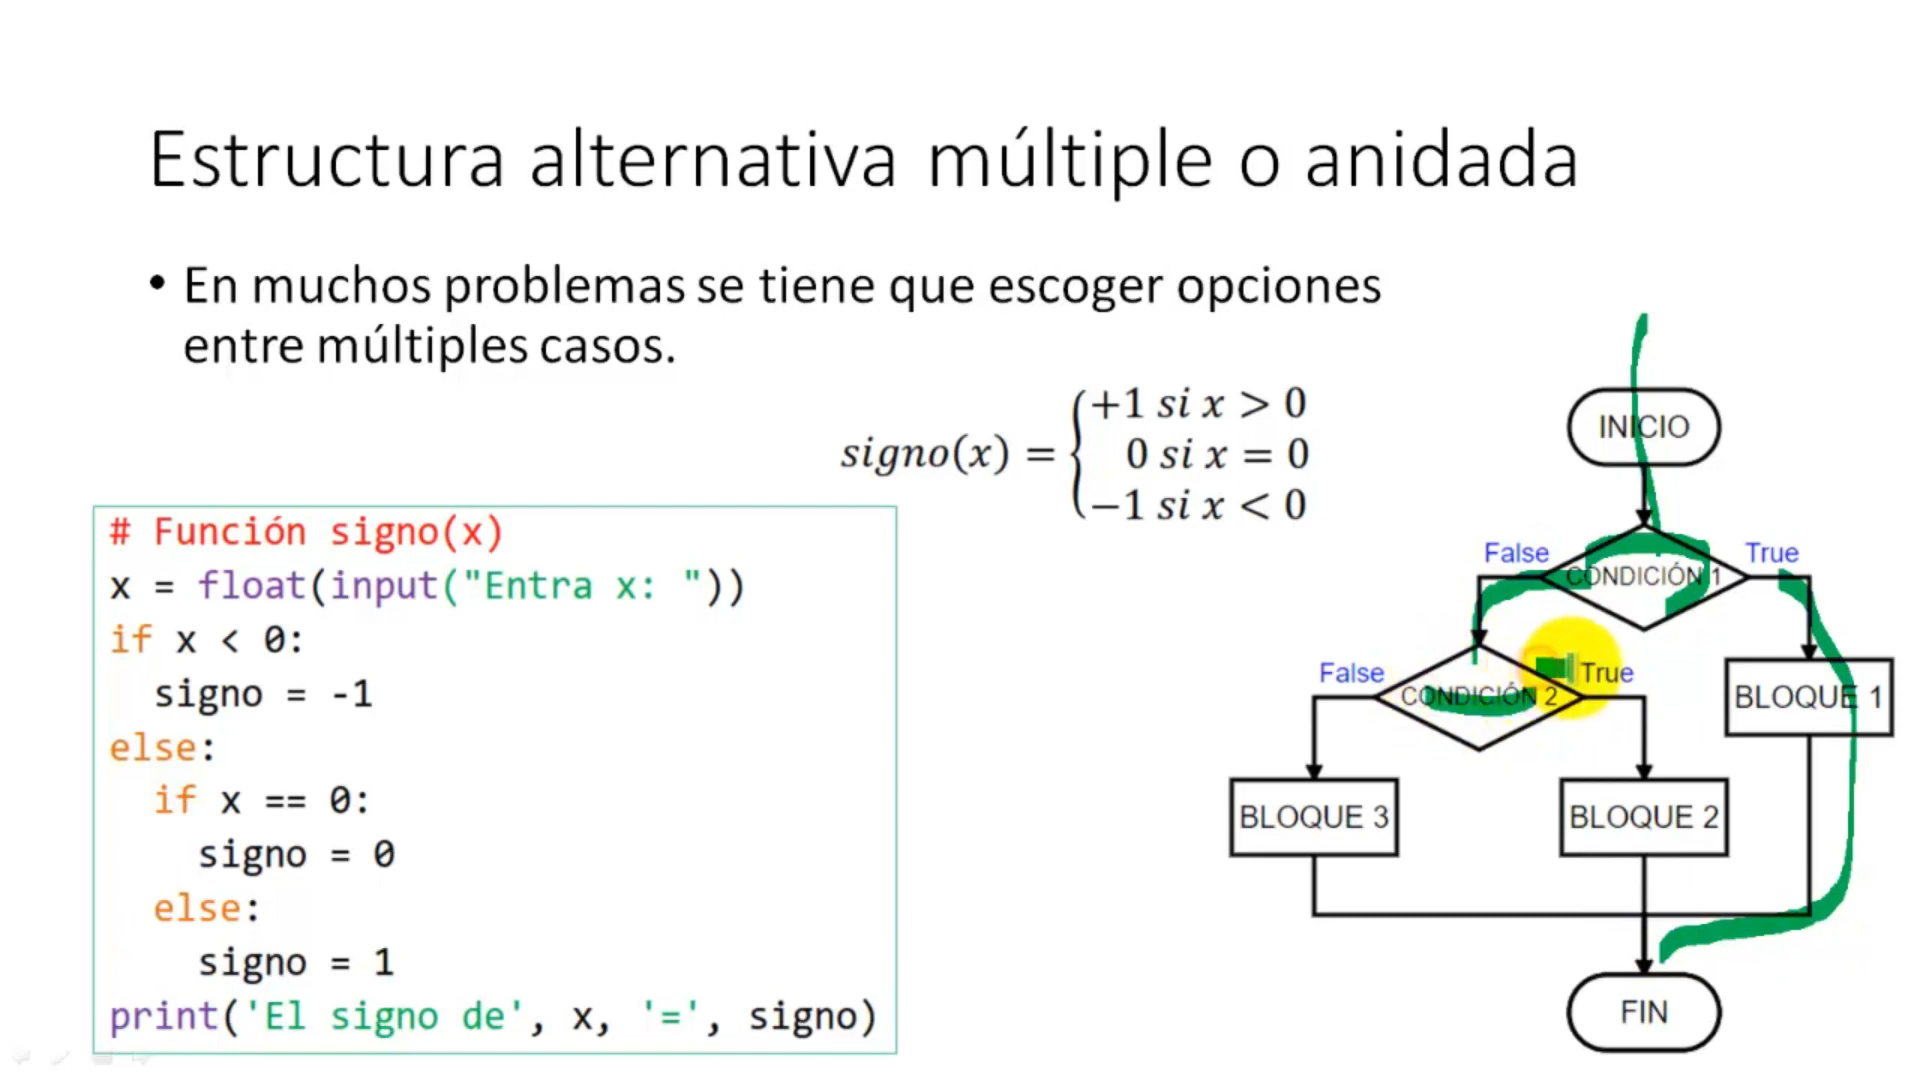 Estructura alternativa múltiple o anidada
• En muchos problemas se tiene que escoger opciones
entre múltiples casos.
signo(x) = {
+1 si x > 0
0 si x = 0
−1 si x < 0
# Función signo(x)
x = float(input("Entra x: "))
if x < 0:
  signo = -1
else:
  if x == 0:
    signo = 0
  else:
    signo = 1
print('El signo de', x, '=', signo)
INICIO
False
CONDICIÓN 1
True
False
CONDICIÓN 2
True
BLOQUE 1
BLOQUE 3
BLOQUE 2
FIN